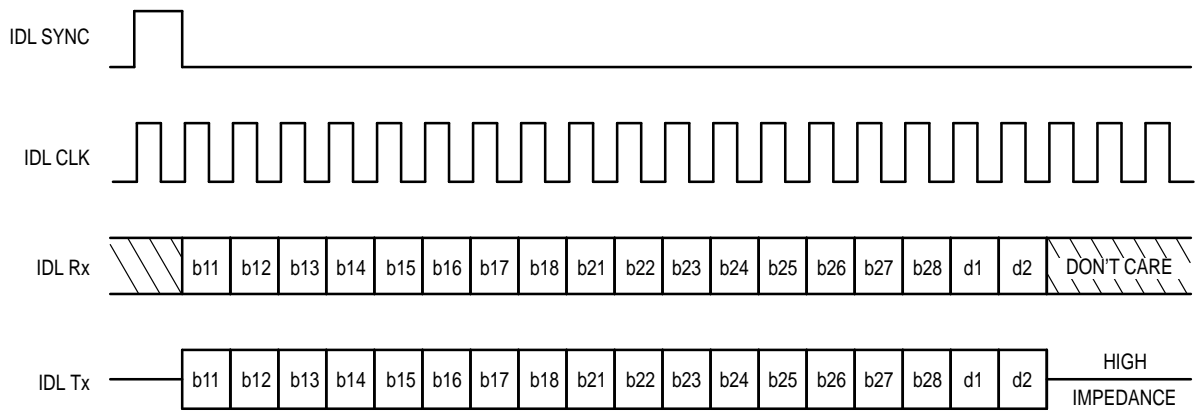 IDL SYNC
IDL CLK
IDL Rx b11 b12 b13 b14 b15 b16 b17 b18 b21 b22 b23 b24 b25 b26 b27 b28 d1 d2 DON'T CARE
IDL Tx b11 b12 b13 b14 b15 b16 b17 b18 b21 b22 b23 b24 b25 b26 b27 b28 d1 d2 HIGH
IMPEDANCE